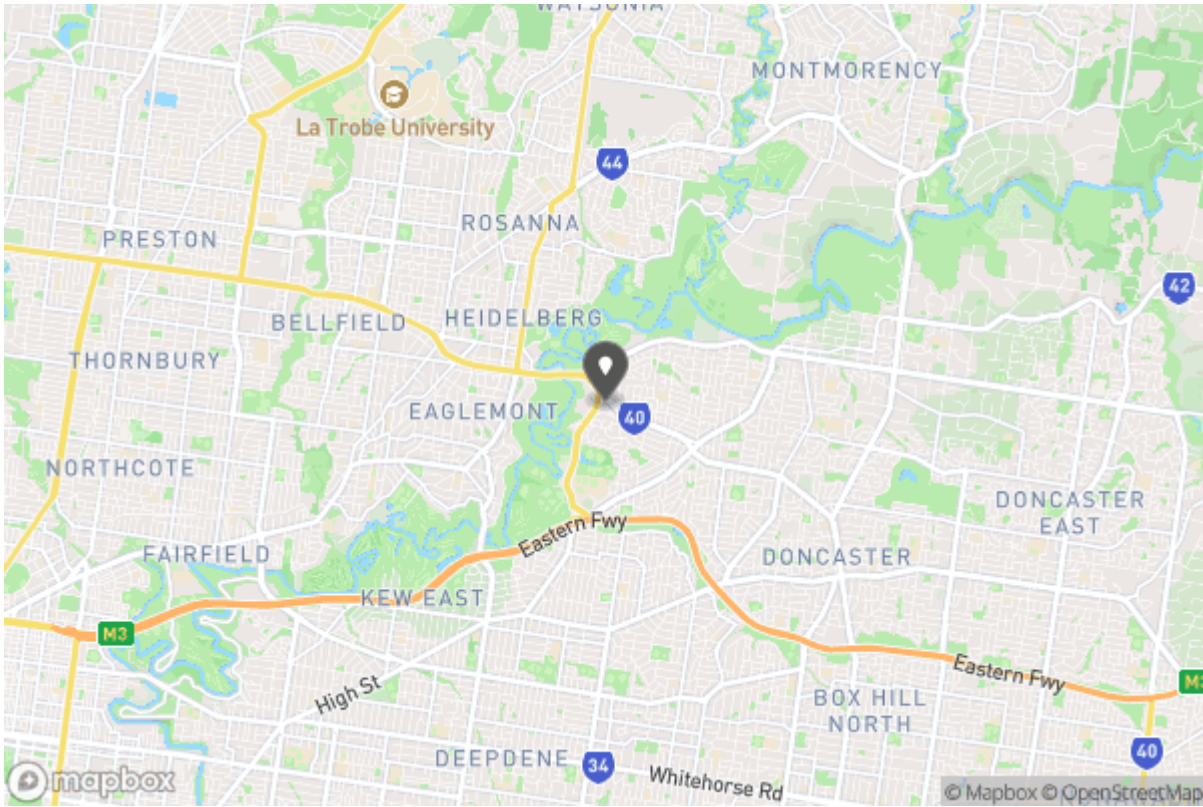 WATSONIA
MONTMORENCY
La Trobe University
44
ROSANNA
PRESTON
42
HEIDELBERG
BELLFIELD
THORNBURY
EAGLEMONT
40
NORTHCOTE
DONCASTER
EAST
Eastern Fwy
FAIRFIELD
DONCASTER
KEW EAST
M3
Eastern Fwy
M3
High St
BOX HILL
NORTH
40
DEEPDENE
34
Whitehorse Rd
mapbox
© Mapbox © OpenStreetMap